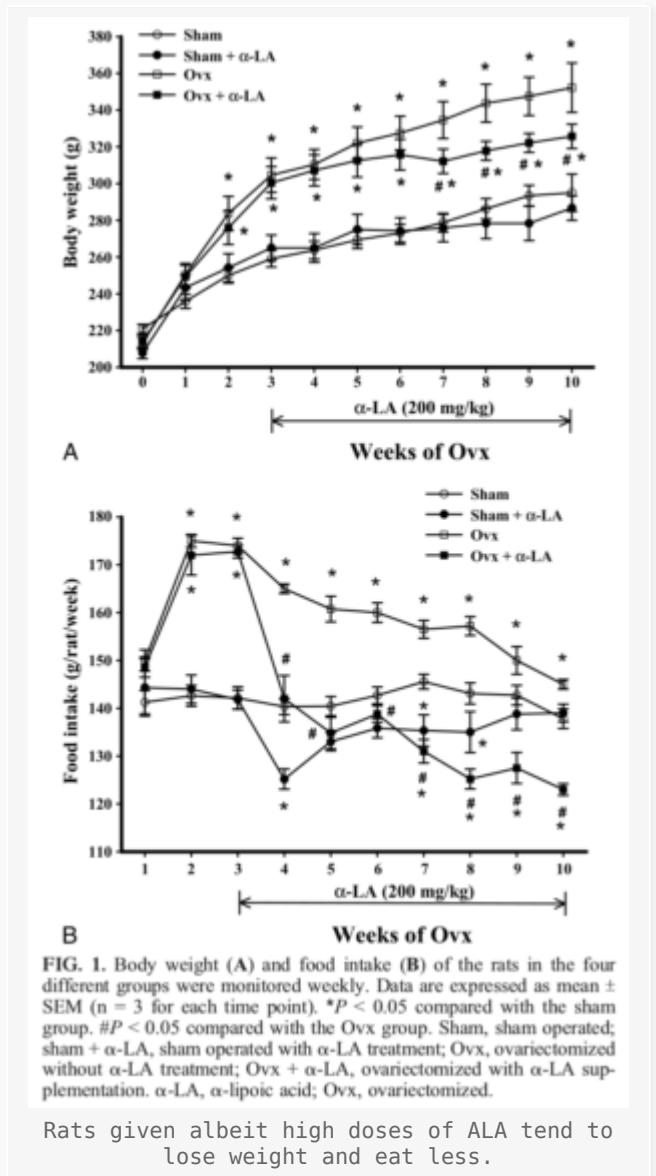 380
360
340
320
300
280
260
240
220
200
Body weight (g)
Sham
Sham + α-LA
Ovx
Ovx + α-LA
* * * * * * * * *
* * * * * #* #* #* #*
0 1 2 3 4 5 6 7 8 9 10
α-LA (200 mg/kg)
A
Weeks of Ovx
180
170
160
150
140
130
120
110
Food intake (g/rat/week)
Sham
Sham + α-LA
Ovx
Ovx + α-LA
* * * * * * * * *
* * # # # * *
* # * # * # * # *
1 2 3 4 5 6 7 8 9 10
α-LA (200 mg/kg)
B
Weeks of Ovx
FIG. 1. Body weight (A) and food intake (B) of the rats in the four
different groups were monitored weekly. Data are expressed as mean ±
SEM (n = 3 for each time point). *P < 0.05 compared with the sham
group. #P < 0.05 compared with the Ovx group. Sham, sham operated;
sham + α-LA, sham operated with α-LA treatment; Ovx, ovariectomized
without α-LA treatment; Ovx + α-LA, ovariectomized with α-LA sup-
plementation. α-LA, α-lipoic acid; Ovx, ovariectomized.
Rats given albeit high doses of ALA tend to
lose weight and eat less.